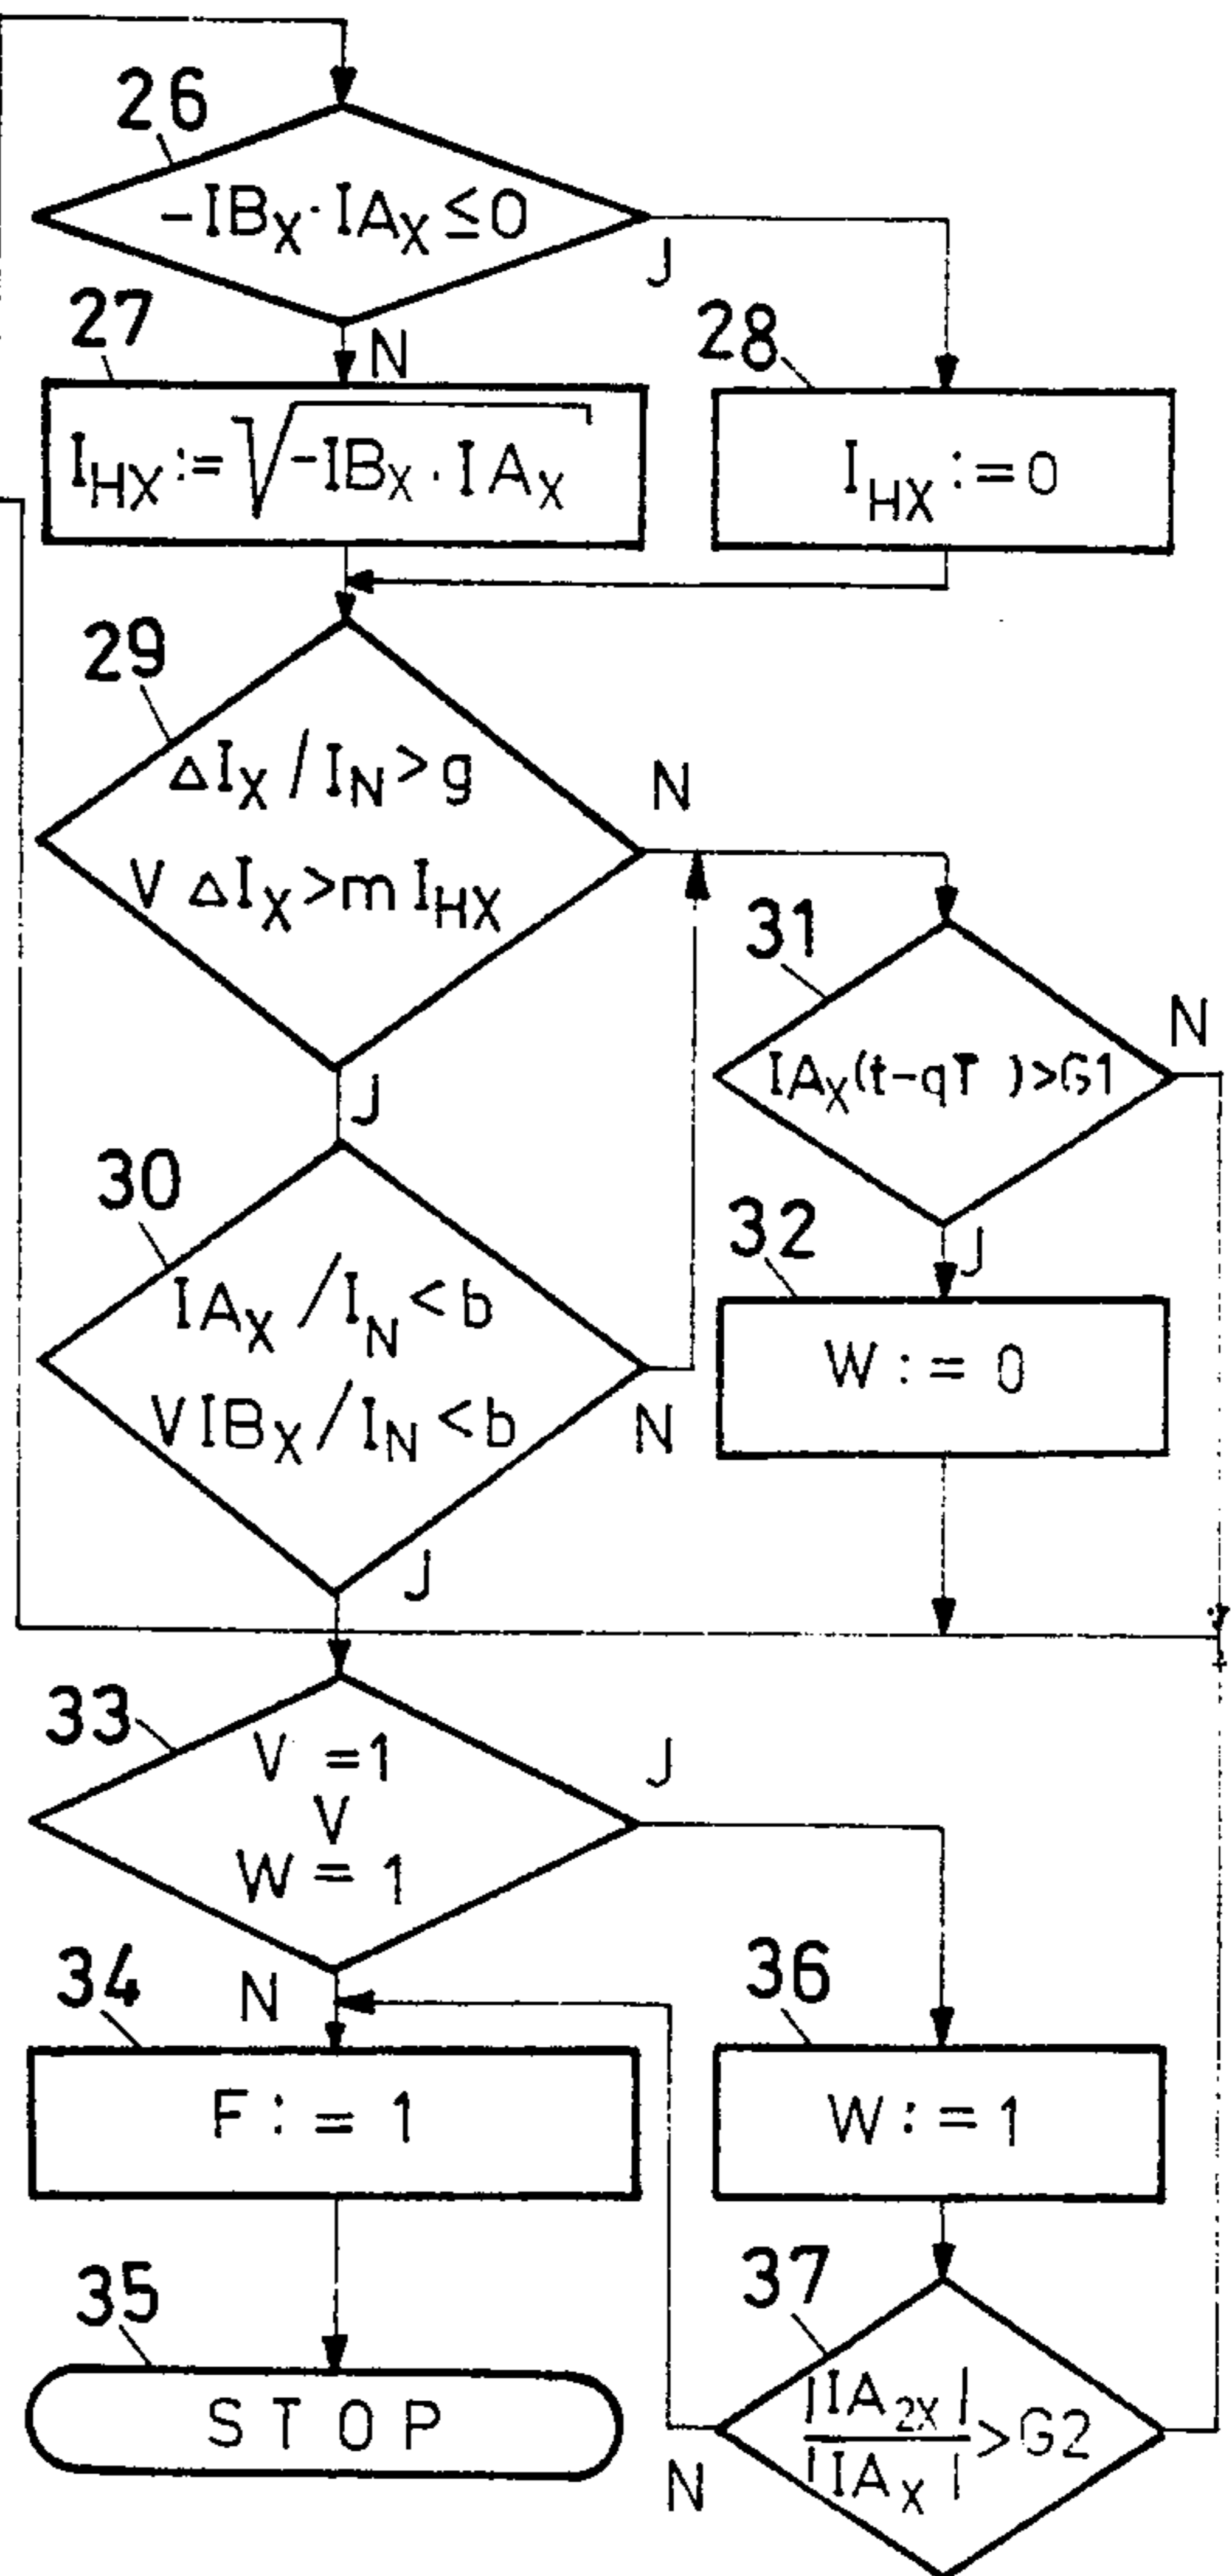 26
-IBX·IAX≤0
J
27
N
28
IHX:=√-IBX·IAX
IHX:=0
29
ΔIX/IN>g
V ΔIX>mIHX
N
J
31
IAX(t-qT )>G1
N
J
30
IAX/IN<b
VIBX/IN<b
N
J
32
W:=0
33
V =1
V
W=1
J
N
34
F:=1
36
W:=1
35
STOP
37
|IA2X|
|IAX|
>G2
N